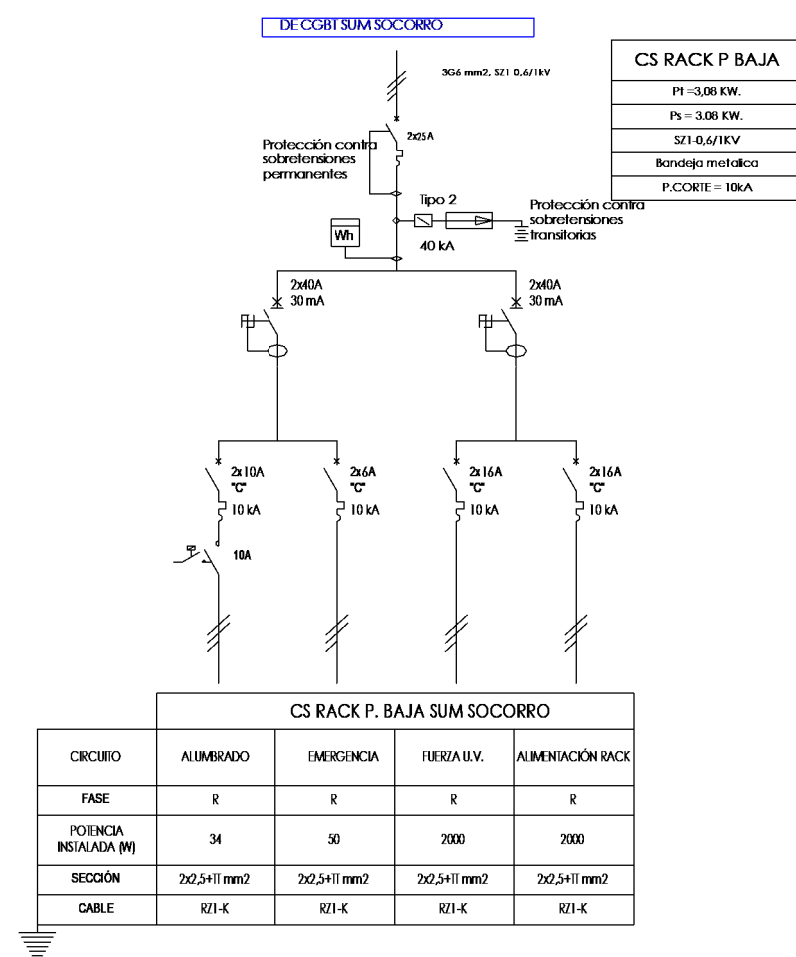 DE CGBT SUM SOCORRO
3G6 mm2, SZ1 0,6/1kV
CS RACK P BAJA
Pt =3,08 KW.
Ps = 3.08 KW.
SZ1-0,6/1KV
Bandeja metalica
P.CORTE = 10kA
2x25A
Protección contra
sobretensiones
permanentes
Tipo 2
40 kA
Protección contra
sobretensiones
transitorias
Wh
2x40A
30 mA
2x40A
30 mA
2x10A
"C"
10 kA
2x6A
"C"
10 kA
2x16A
"C"
10 kA
2x16A
"C"
10 kA
10A
CS RACK P. BAJA SUM SOCORRO
CIRCUITO ALUMBRADO EMERGENCIA FUERZA U.V. ALIMENTACIÓN RACK
FASE R R R R
POTENCIA
INSTALADA (W) 34 50 2000 2000
SECCIÓN 2x2,5+TT mm2 2x2,5+TT mm2 2x2,5+TT mm2 2x2,5+TT mm2
CABLE RZ1-K RZ1-K RZ1-K RZ1-K